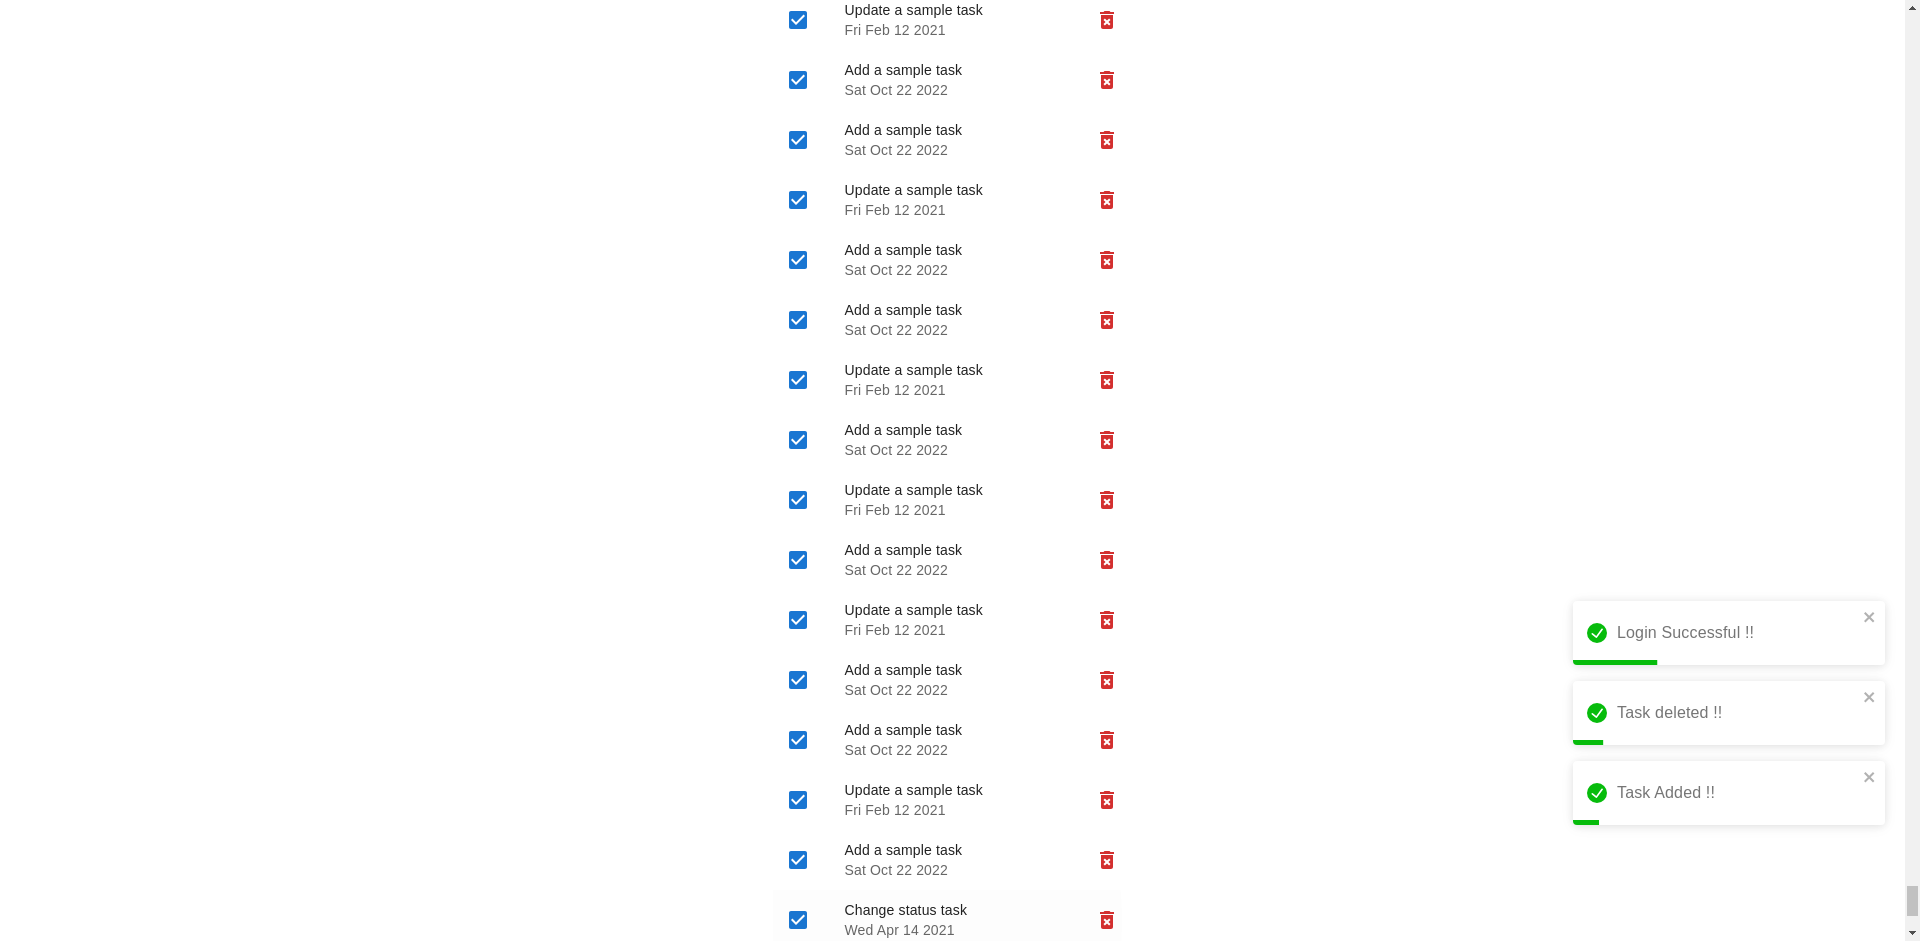 Update a sample task
Fri Feb 12 2021
Add a sample task
Sat Oct 22 2022
Add a sample task
Sat Oct 22 2022
Update a sample task
Fri Feb 12 2021
Add a sample task
Sat Oct 22 2022
Add a sample task
Sat Oct 22 2022
Update a sample task
Fri Feb 12 2021
Add a sample task
Sat Oct 22 2022
Update a sample task
Fri Feb 12 2021
Add a sample task
Sat Oct 22 2022
Update a sample task
Fri Feb 12 2021
Add a sample task
Sat Oct 22 2022
Add a sample task
Sat Oct 22 2022
Update a sample task
Fri Feb 12 2021
Add a sample task
Sat Oct 22 2022
Change status task
Wed Apr 14 2021
Login Successful !!
Task deleted !!
Task Added !!